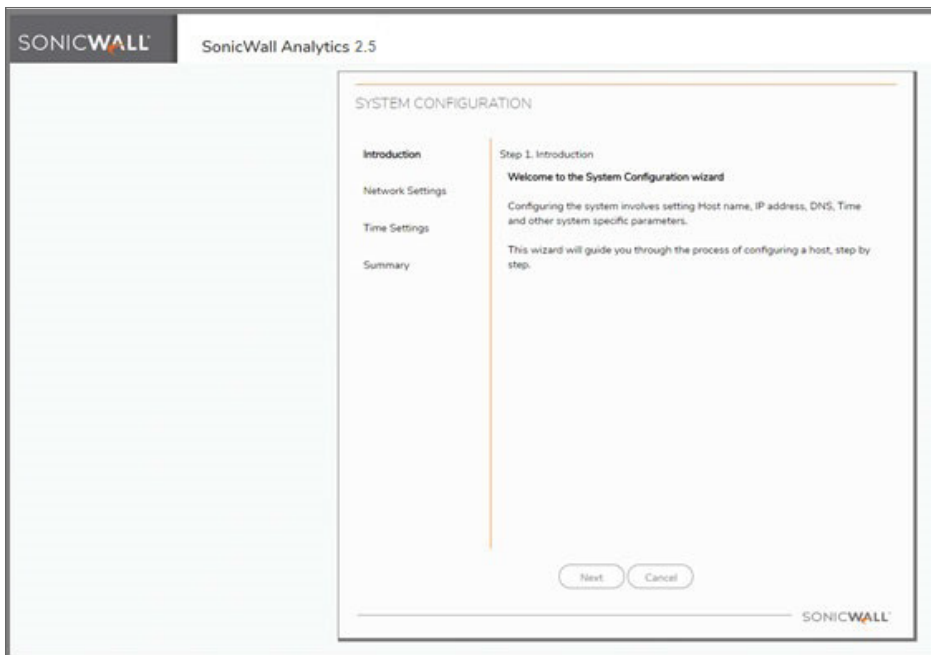 SONICWALL
SonicWall Analytics 2.5
SYSTEM CONFIGURATION
Introduction
Network Settings
Time Settings
Summary
Step 1. Introduction
Welcome to the System Configuration wizard
Configuring the system involves setting Host name, IP address, DNS, Time
and other system specific parameters.
This wizard will guide you through the process of configuring a host, step by
step.
Next
Cancel
SONICWALL